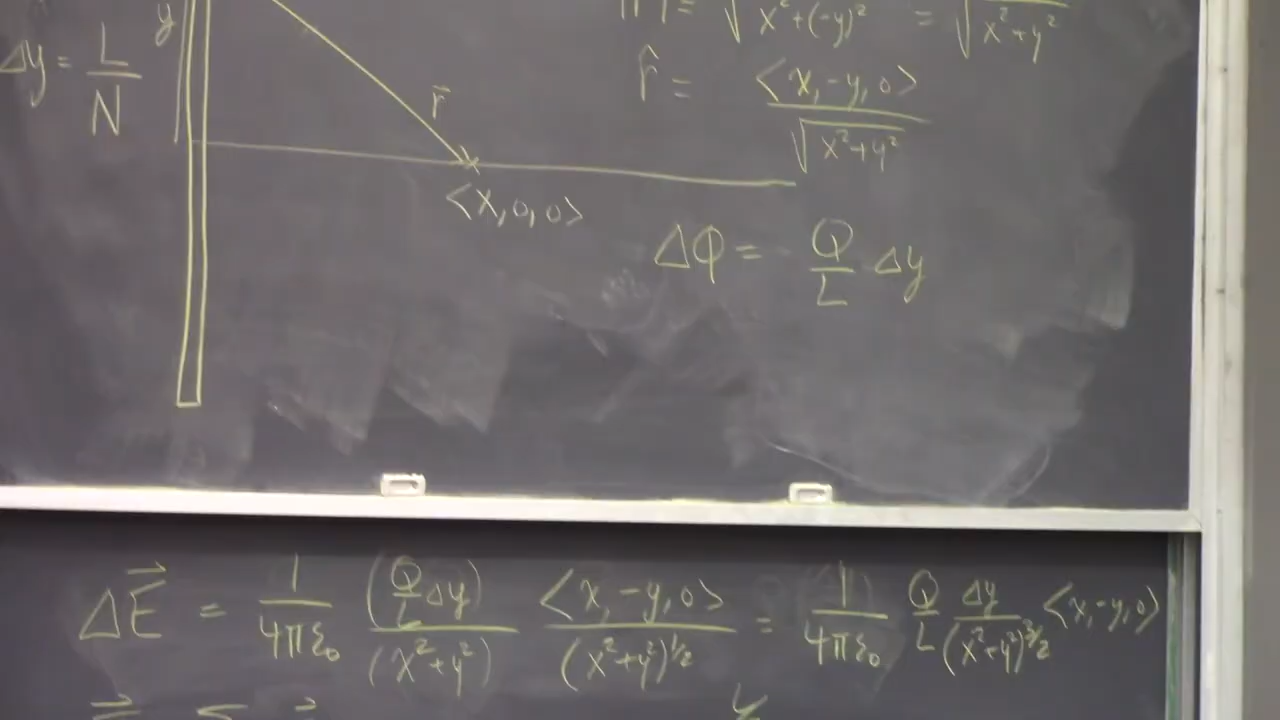 y
|r⃗| = √(x²+(-y)²) = √(x²+y²)
Δy = L/N
r⃗
r̂ = <x,-y,0> / √(x²+y²)
<x,0,0>
ΔQ = Q/L Δy
ΔE⃗ = 1/(4πε₀) (Q/L Δy)/(x²+y²) <x,-y,0>/(x²+y²)^½ = 1/(4πε₀) Q/L Δy/(x²+y²)^3/2 <x,-y,0>